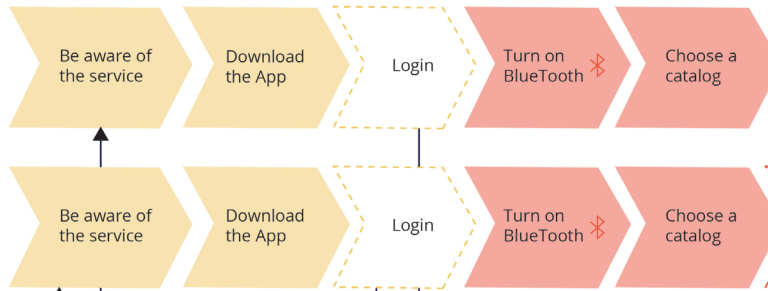 Be aware of
the service
Download
the App
Login
Turn on
BlueTooth
Choose a
catalog
Be aware of
the service
Download
the App
Login
Turn on
BlueTooth
Choose a
catalog